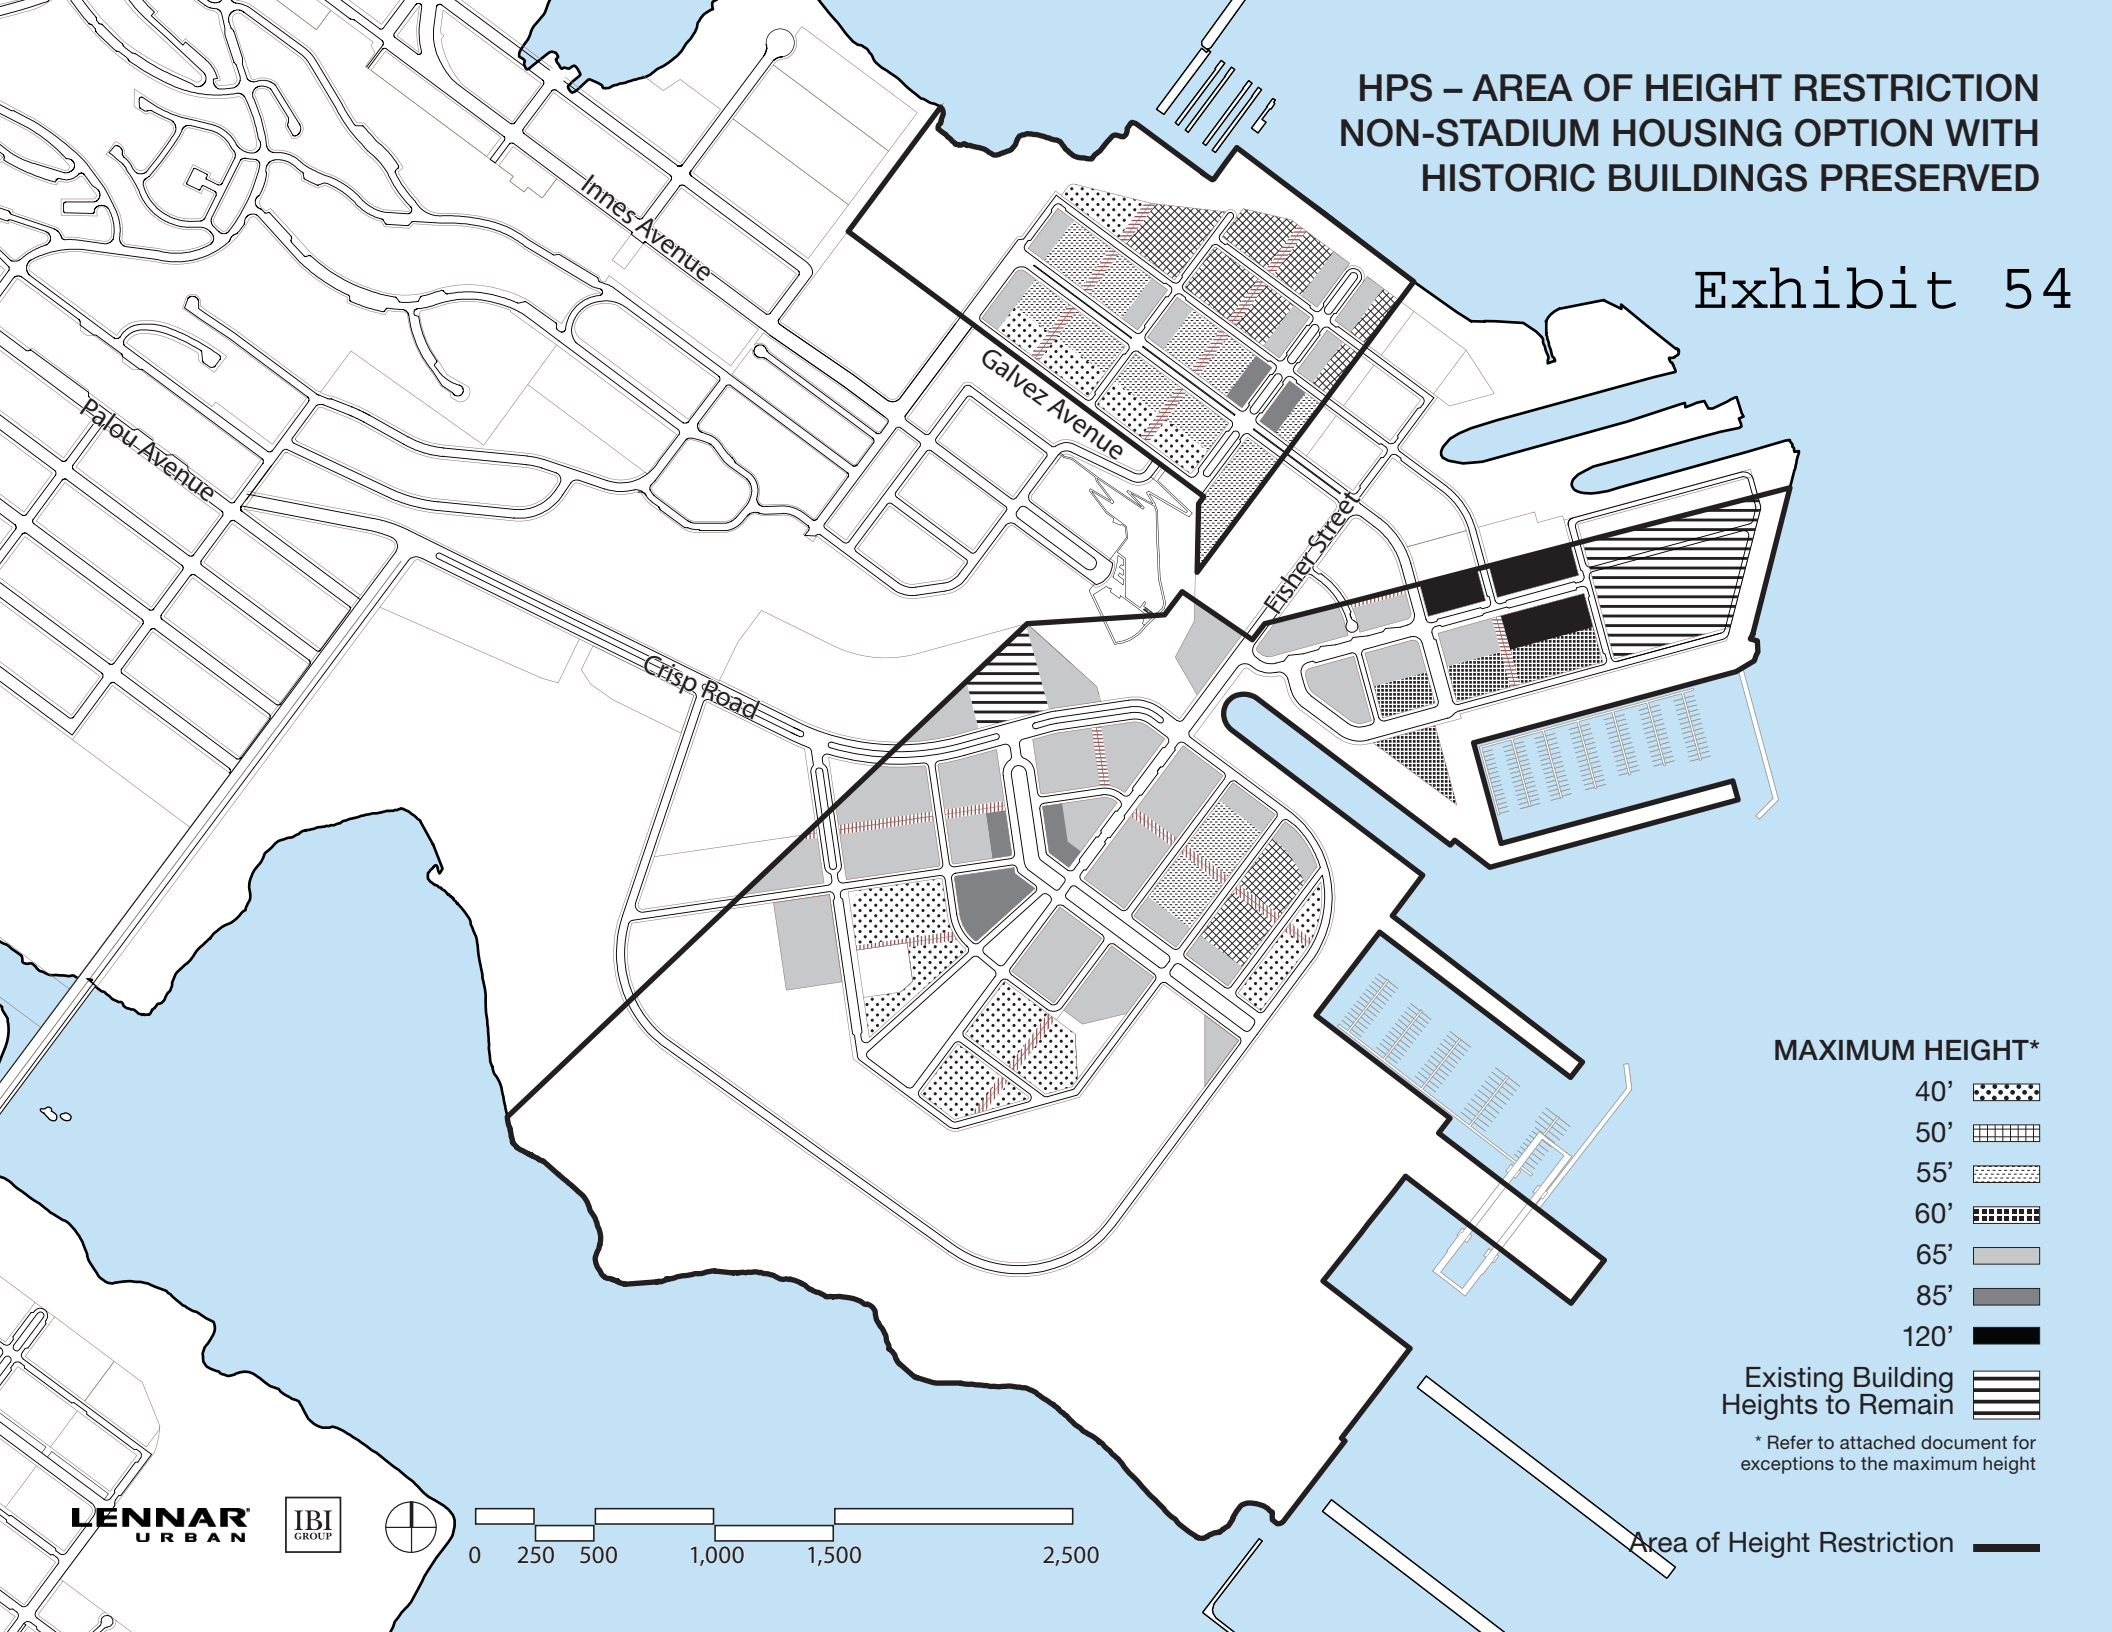 HPS – AREA OF HEIGHT RESTRICTION
NON-STADIUM HOUSING OPTION WITH
HISTORIC BUILDINGS PRESERVED
Exhibit 54
Innes Avenue
Galvez Avenue
Palou Avenue
Fisher Street
Crisp Road
MAXIMUM HEIGHT*
40’
50’
55’
60’
65’
85’
120’
Existing Building
Heights to Remain
* Refer to attached document for
exceptions to the maximum height
Area of Height Restriction
LENNAR
URBAN
IBI
GROUP
0 250 500 1,000 1,500 2,500